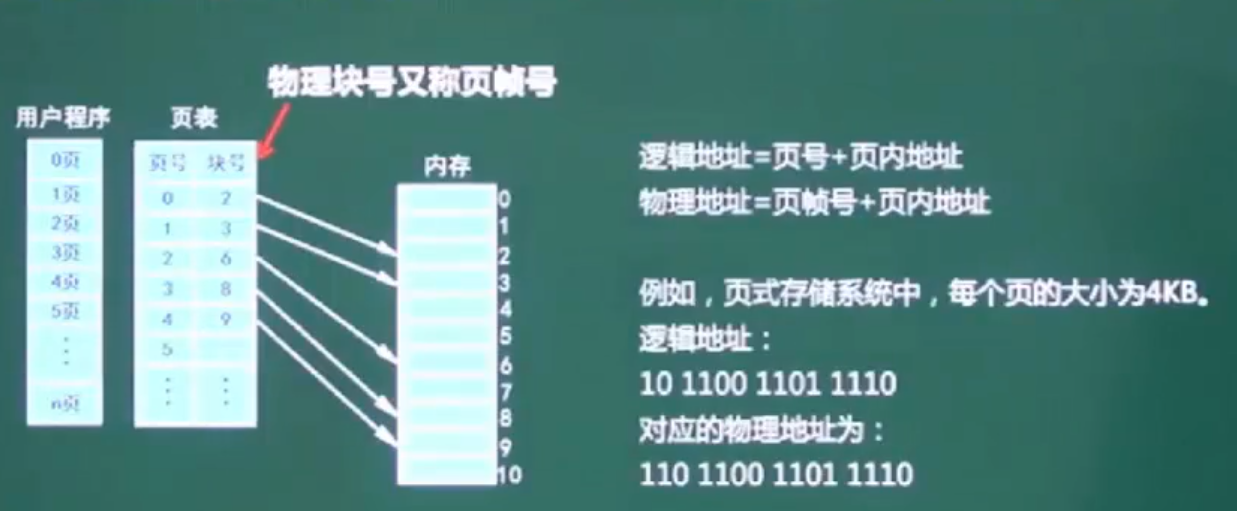 物理块号又称页帧号
用户程序
0页
1页
2页
3页
4页
5页
⋮
n页
页表
页号 块号
0 2
1 3
2 6
3 8
4 9
5
⋮ ⋮
内存
0
1
2
3
4
5
6
7
8
9
10
逻辑地址=页号+页内地址
物理地址=页帧号+页内地址
例如，页式存储系统中，每个页的大小为4KB。
逻辑地址：
10 1100 1101 1110
对应的物理地址为：
110 1100 1101 1110